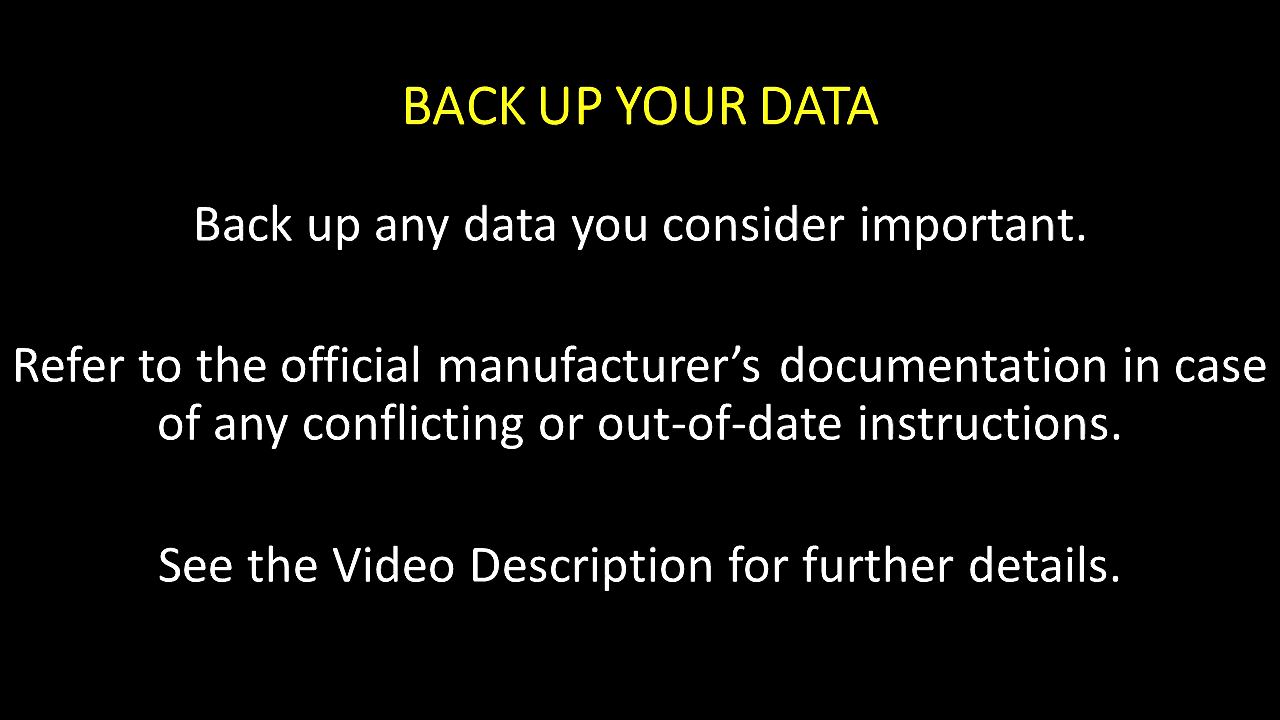 BACK UP YOUR DATA
Back up any data you consider important.
Refer to the official manufacturer’s documentation in case
of any conflicting or out-of-date instructions.
See the Video Description for further details.